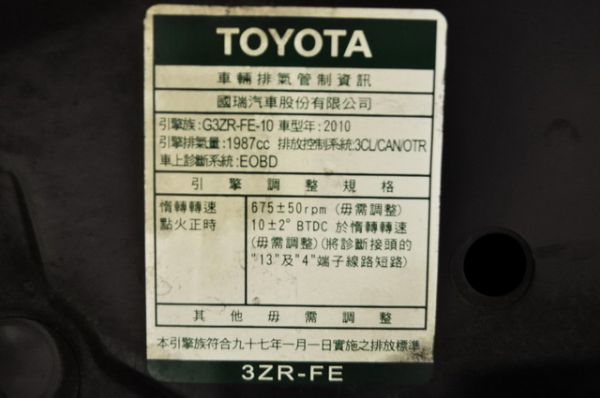 TOYOTA
車輛排氣管制資訊
國瑞汽車股份有限公司
引擎族:G3ZR-FE-10 車型年:2010
引擎排氣量:1987cc 排放控制系統:3CL/CAN/OTR
車上診斷系統:EOBD
引擎調整規格
惰轉轉速 675±50rpm (毋需調整)
點火正時 10±2° BTDC 於惰轉轉速
(毋需調整)(將診斷接頭的
"13"及"4"端子線路短路)
其他毋需調整
本引擎族符合九十七年一月一日實施之排放標準
3ZR-FE